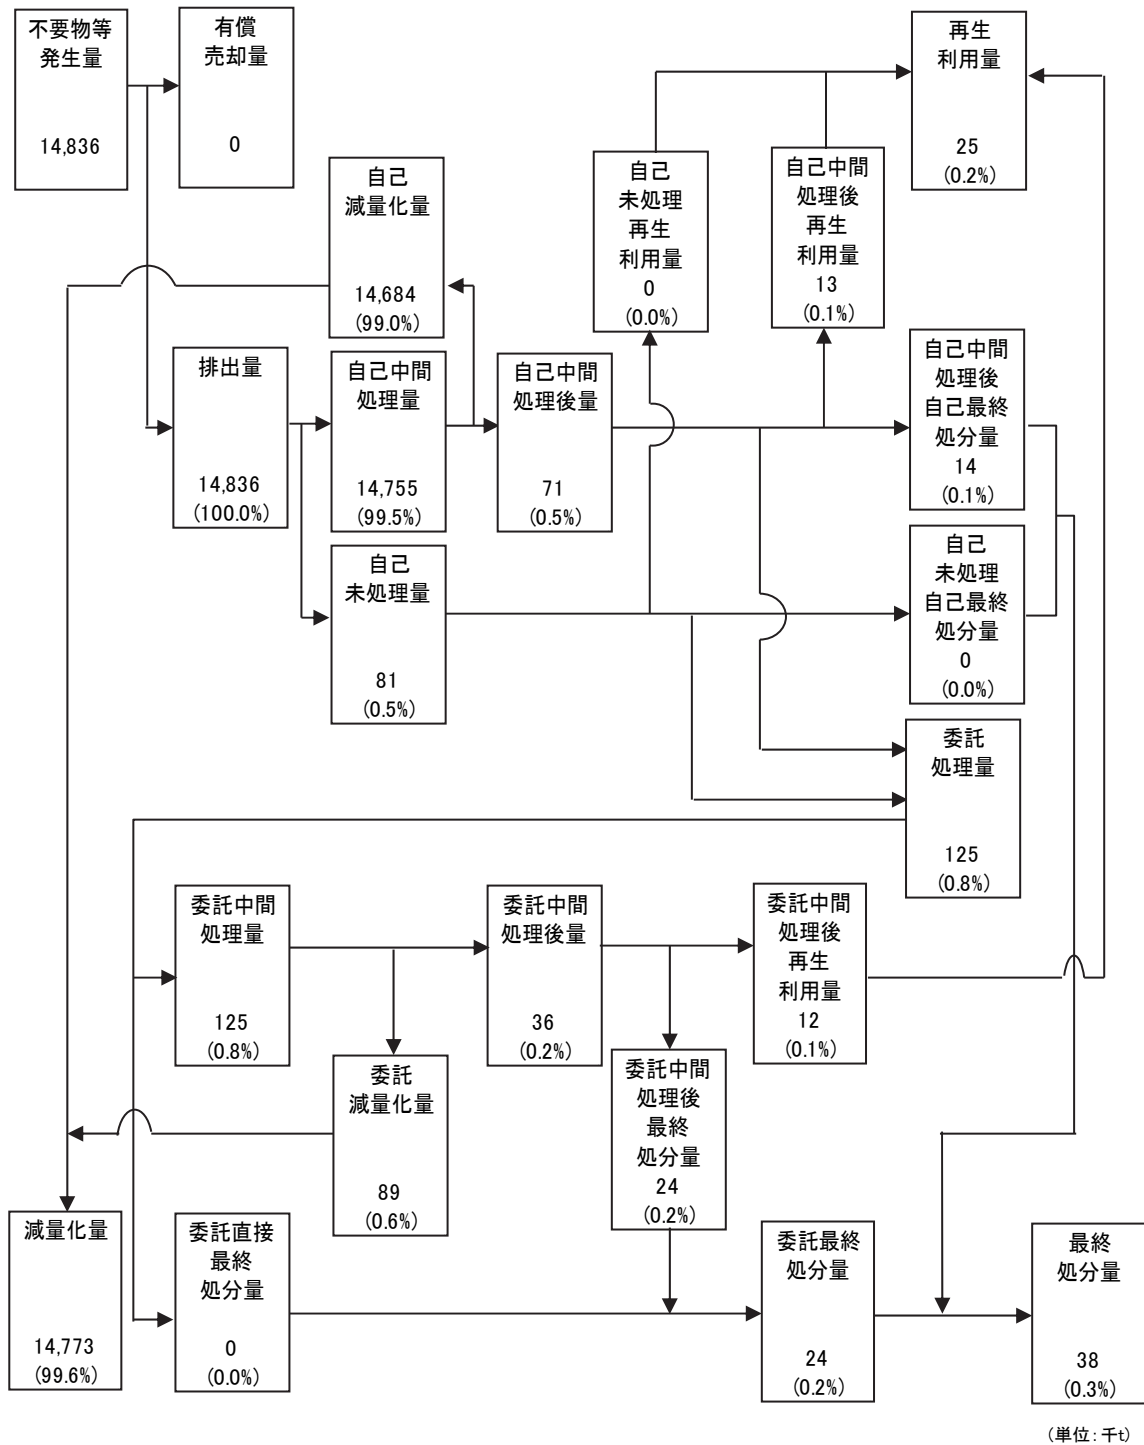 不要物等
発生量
14,836
有償
売却量
0
再生
利用量
25
(0.2%)
自己
減量化量
14,684
(99.0%)
自己
未処理
再生
利用量
0
(0.0%)
自己中間
処理後
再生
利用量
13
(0.1%)
排出量
14,836
(100.0%)
自己中間
処理量
14,755
(99.5%)
自己中間
処理後量
71
(0.5%)
自己中間
処理後
自己最終
処分量
14
(0.1%)
自己
未処理量
81
(0.5%)
自己
未処理
自己最終
処分量
0
(0.0%)
委託
処理量
125
(0.8%)
委託中間
処理量
125
(0.8%)
委託中間
処理後量
36
(0.2%)
委託中間
処理後
再生
利用量
12
(0.1%)
委託
減量化量
89
(0.6%)
委託中間
処理後
最終
処分量
24
(0.2%)
減量化量
14,773
(99.6%)
委託直接
最終
処分量
0
(0.0%)
委託最終
処分量
24
(0.2%)
最終
処分量
38
(0.3%)
(単位:千t)